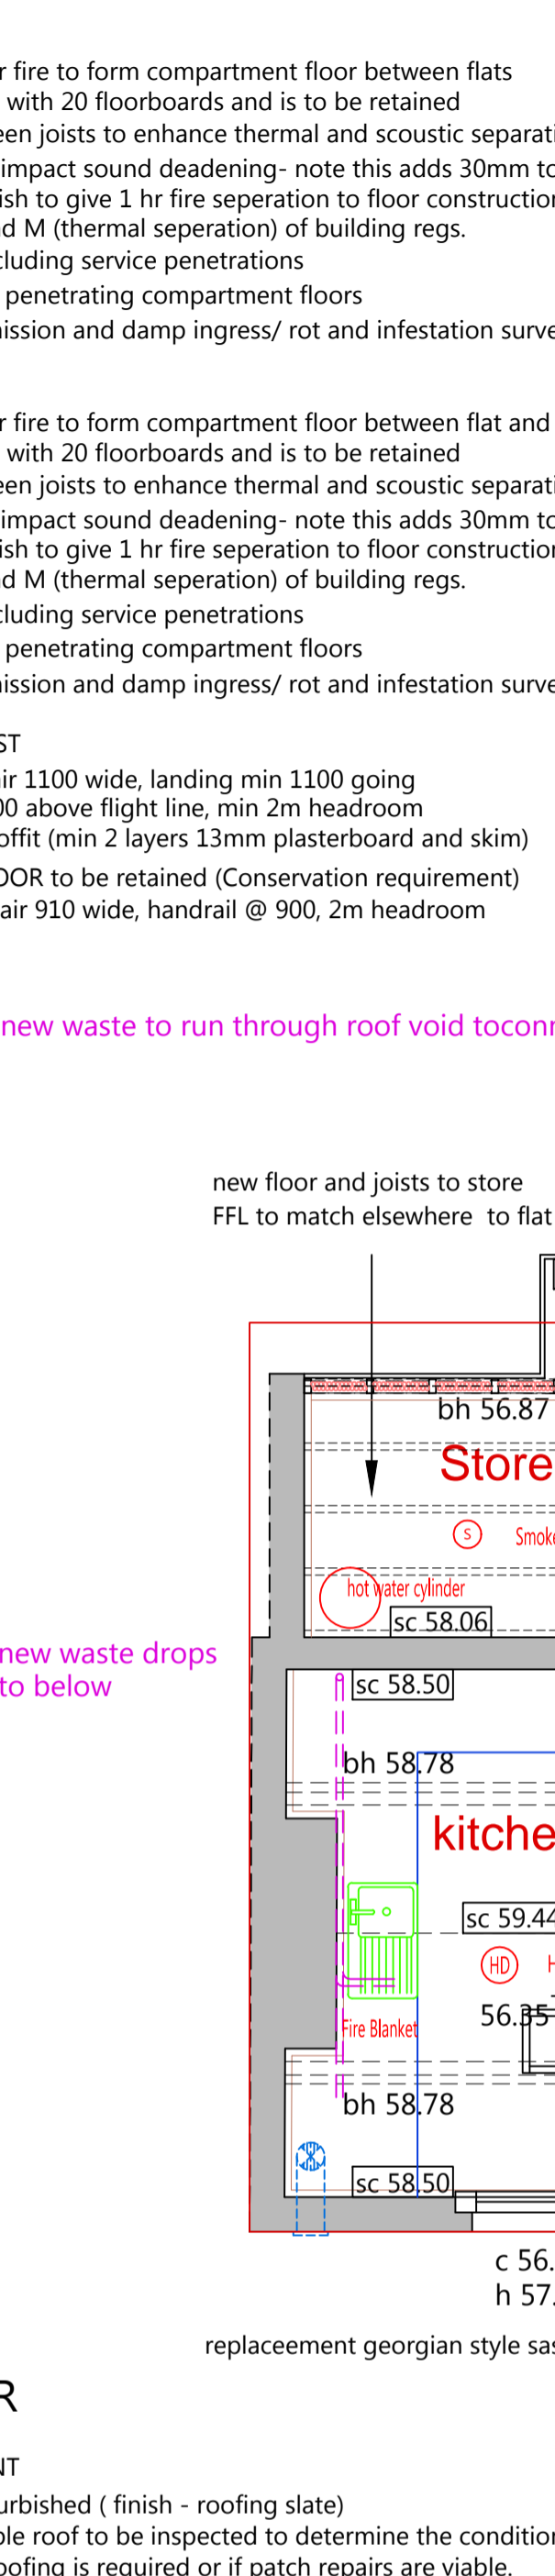 r fire to form compartment floor between flats
with 20 floorboards and is to be retained
een joists to enhance thermal and scoustic separati
impact sound deadening- note this adds 30mm to
ish to give 1 hr fire seperation to floor construction
d M (thermal seperation) of building regs.
cluding service penetrations
penetrating compartment floors
ission and damp ingress/ rot and infestation surve
r fire to form compartment floor between flat and
with 20 floorboards and is to be retained
een joists to enhance thermal and scoustic separati
impact sound deadening- note this adds 30mm to
ish to give 1 hr fire seperation to floor construction
d M (thermal seperation) of building regs.
cluding service penetrations
penetrating compartment floors
ission and damp ingress/ rot and infestation surve
ST
air 1100 wide, landing min 1100 going
00 above flight line, min 2m headroom
offit (min 2 layers 13mm plasterboard and skim)
OOR to be retained (Conservation requirement)
air 910 wide, handrail @ 900, 2m headroom
new waste to run through roof void toconn
new floor and joists to store
FFL to match elsewhere to flat
bh 56.87
Store
S
Smoke
hot water cylinder
sc 58.06
new waste drops
to below
sc 58.50
bh 58.78
kitche
sc 59.44
HD
H
56.35
Fire Blanket
bh 58.78
sc 58.50
c 56.
h 57.
replaceement georgian style sas
R
NT
urbished ( finish - roofing slate)
ble roof to be inspected to determine the condition
oofing is required or if patch repairs are viable.